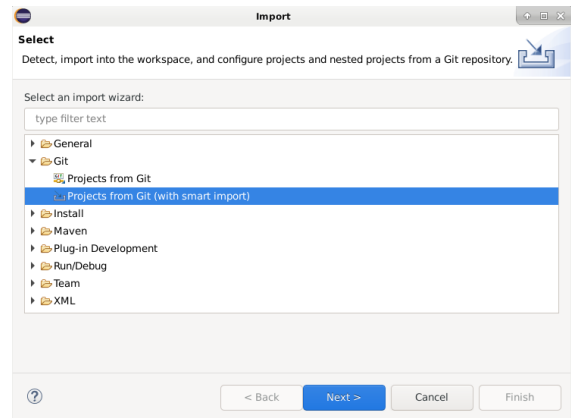 Import
Select
Detect, import into the workspace, and configure projects and nested projects from a Git repository.
Select an import wizard:
type filter text
General
Git
Projects from Git
Projects from Git (with smart import)
Install
Maven
Plug-in Development
Run/Debug
Team
XML
?
< Back Next > Cancel Finish